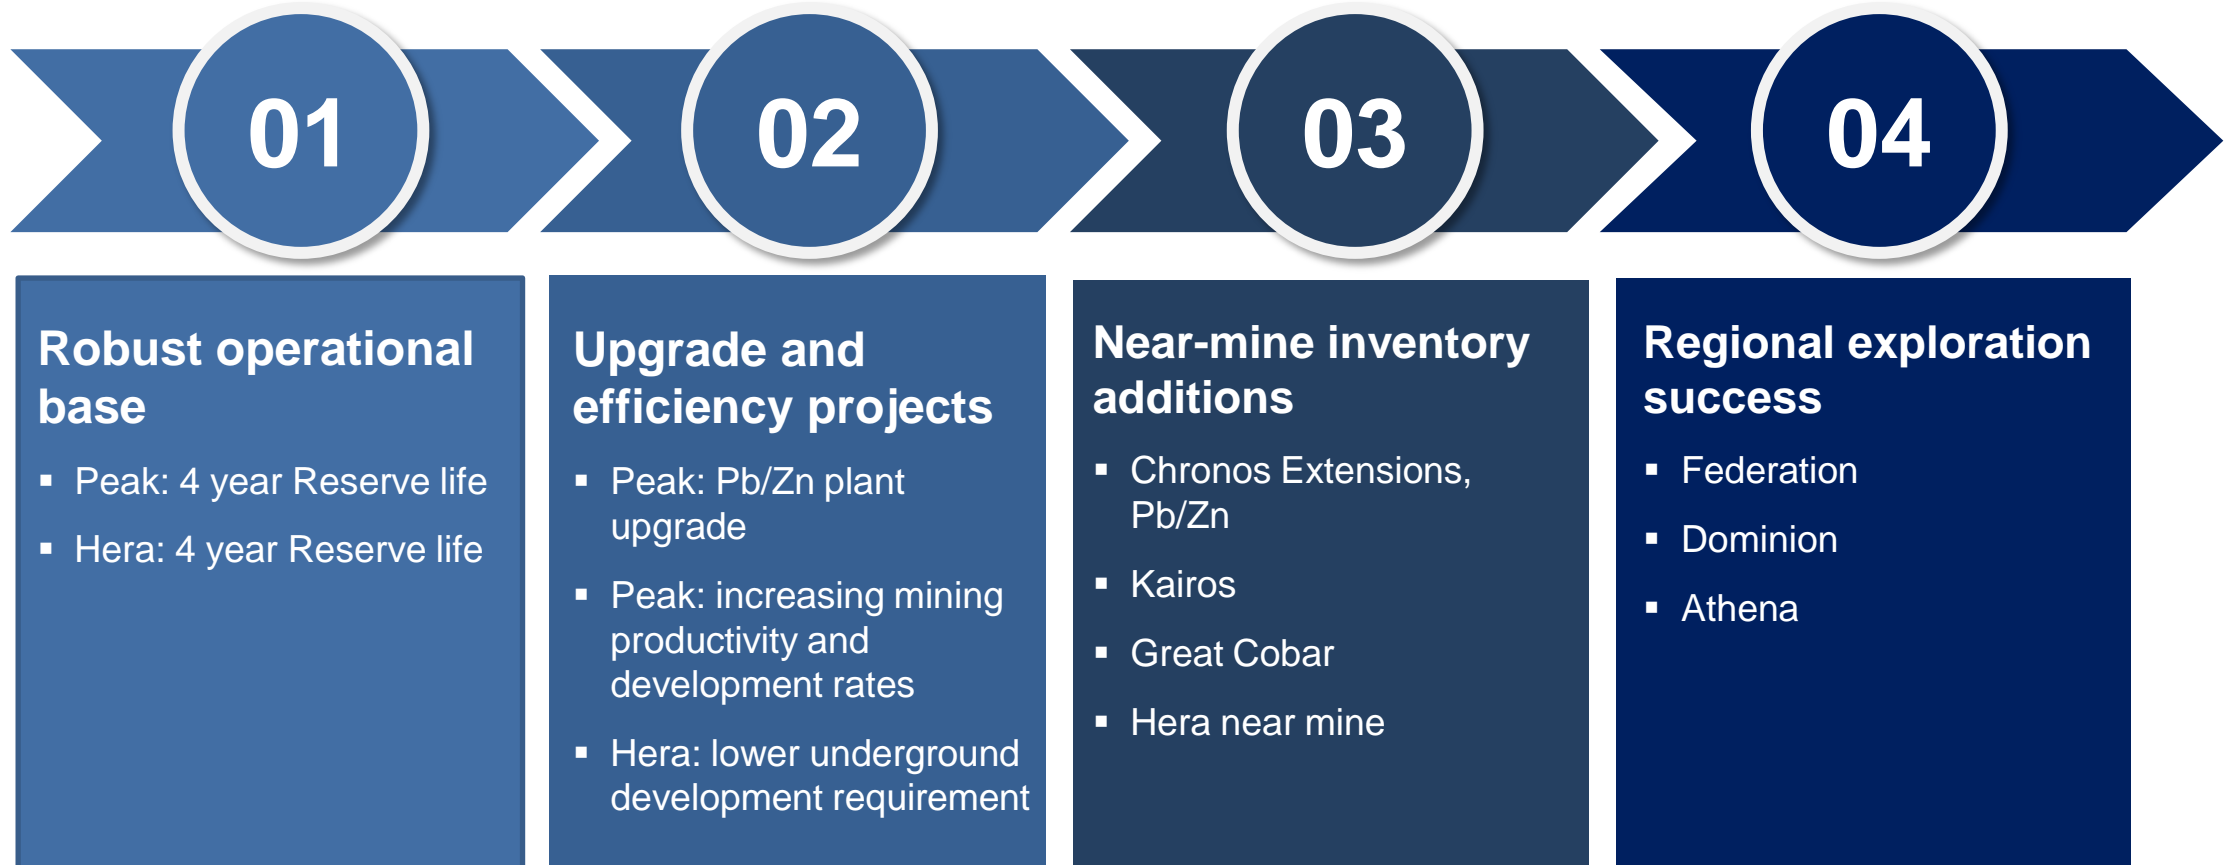 01
02
03
04
Robust operational
base
▪ Peak: 4 year Reserve life
▪ Hera: 4 year Reserve life
Upgrade and
efficiency projects
▪ Peak: Pb/Zn plant
upgrade
▪ Peak: increasing mining
productivity and
development rates
▪ Hera: lower underground
development requirement
Near-mine inventory
additions
▪ Chronos Extensions,
Pb/Zn
▪ Kairos
▪ Great Cobar
▪ Hera near mine
Regional exploration
success
▪ Federation
▪ Dominion
▪ Athena